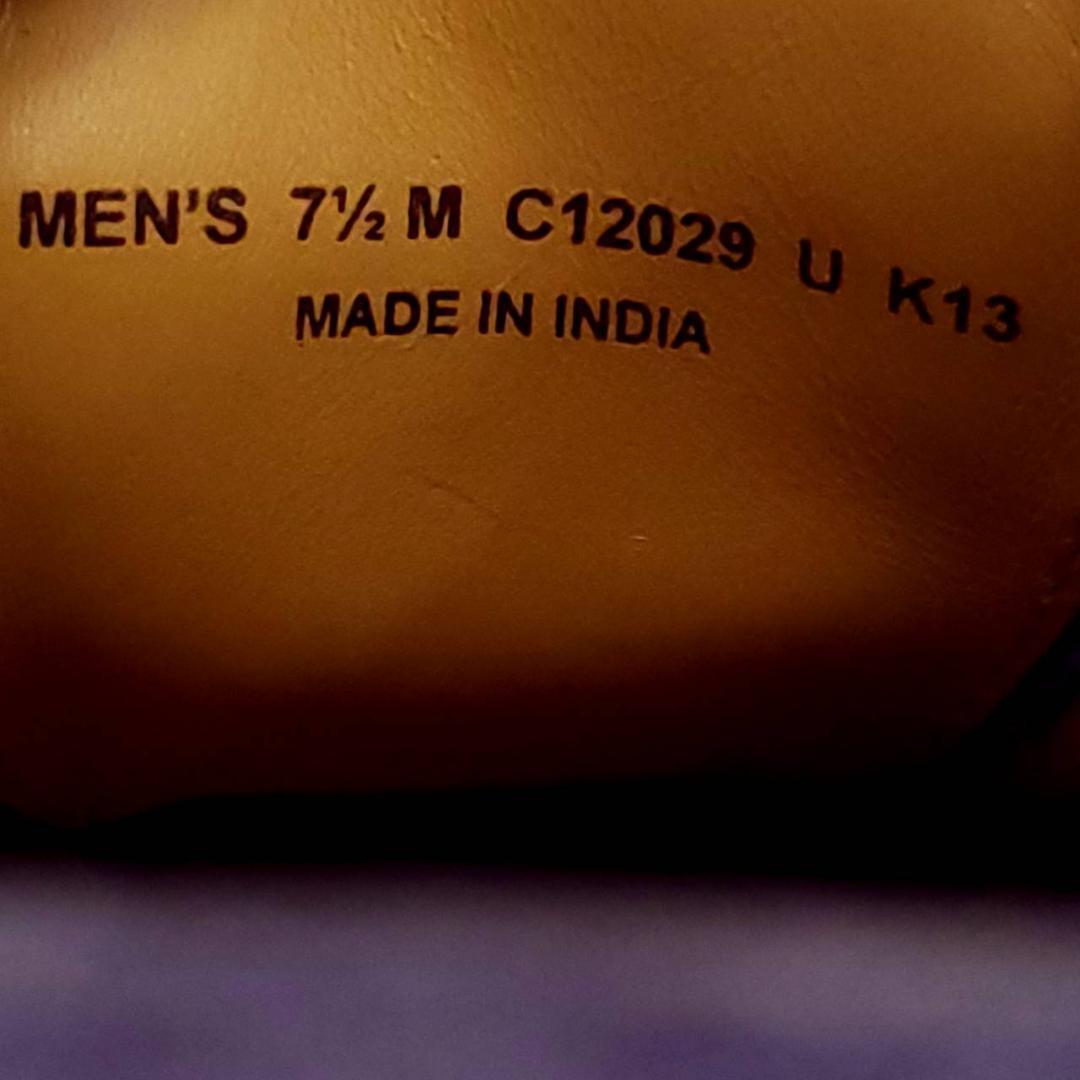 MEN'S 7½ M C12029 U K13
MADE IN INDIA